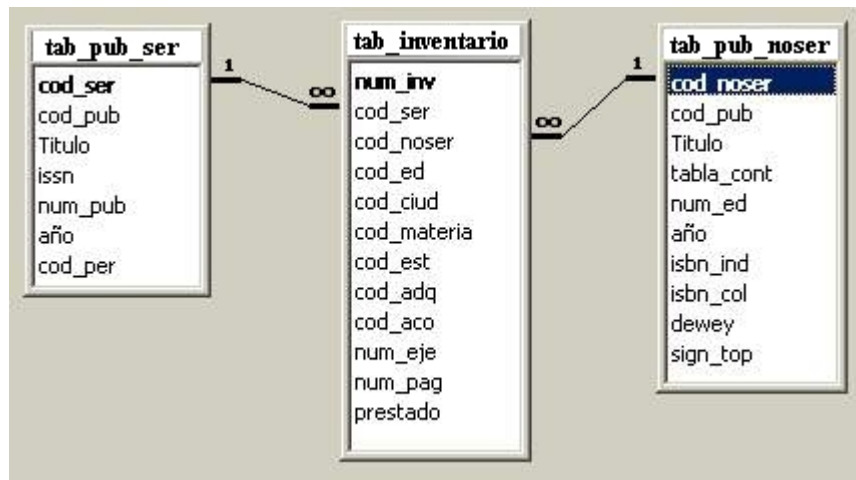 tab_pub_ser
cod_ser
cod_pub
Titulo
issn
num_pub
año
cod_per
1
∞
tab_inventario
num_inv
cod_ser
cod_noser
cod_ed
cod_ciud
cod_materia
cod_est
cod_adq
cod_aco
num_eje
num_pag
prestado
∞
1
tab_pub_noser
cod_noser
cod_pub
Titulo
tabla_cont
num_ed
año
isbn_ind
isbn_col
dewey
sign_top